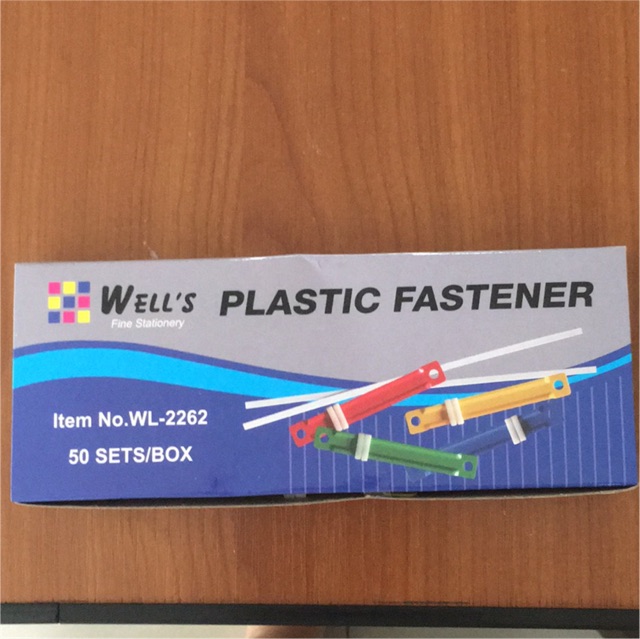 WELL'S
Fine Stationery
PLASTIC FASTENER
Item No.WL-2262
50 SETS/BOX